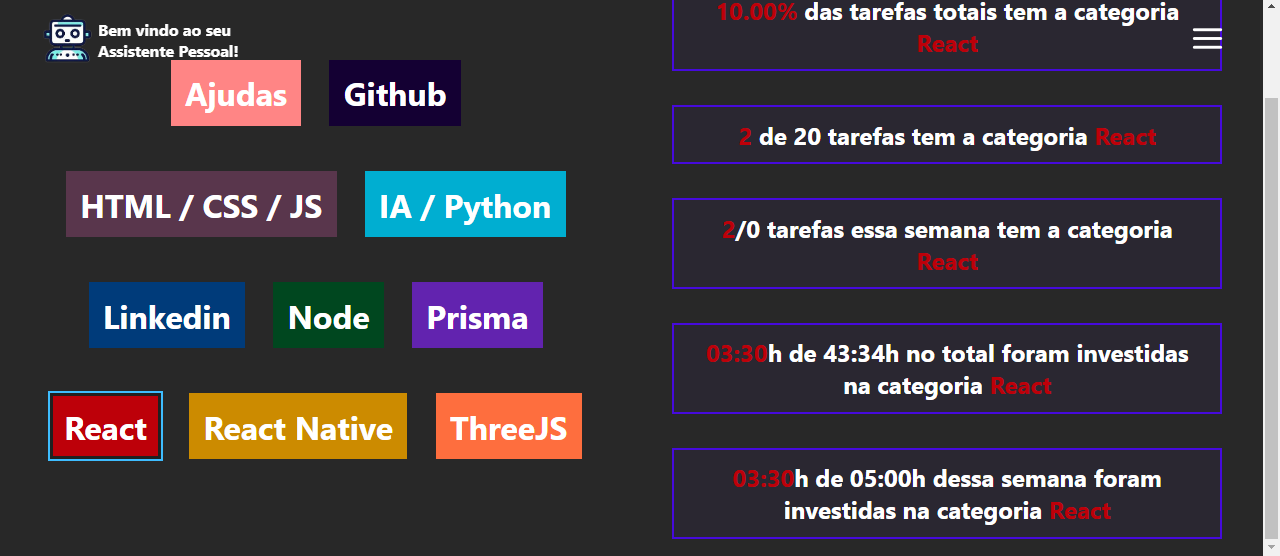 Bem vindo ao seu
Assistente Pessoal!
Ajudas
Github
HTML / CSS / JS
IA / Python
Linkedin
Node
Prisma
React
React Native
ThreeJS
10.00% das tarefas totais tem a categoria
React
2 de 20 tarefas tem a categoria React
2/0 tarefas essa semana tem a categoria
React
03:30h de 43:34h no total foram investidas
na categoria React
03:30h de 05:00h dessa semana foram
investidas na categoria React